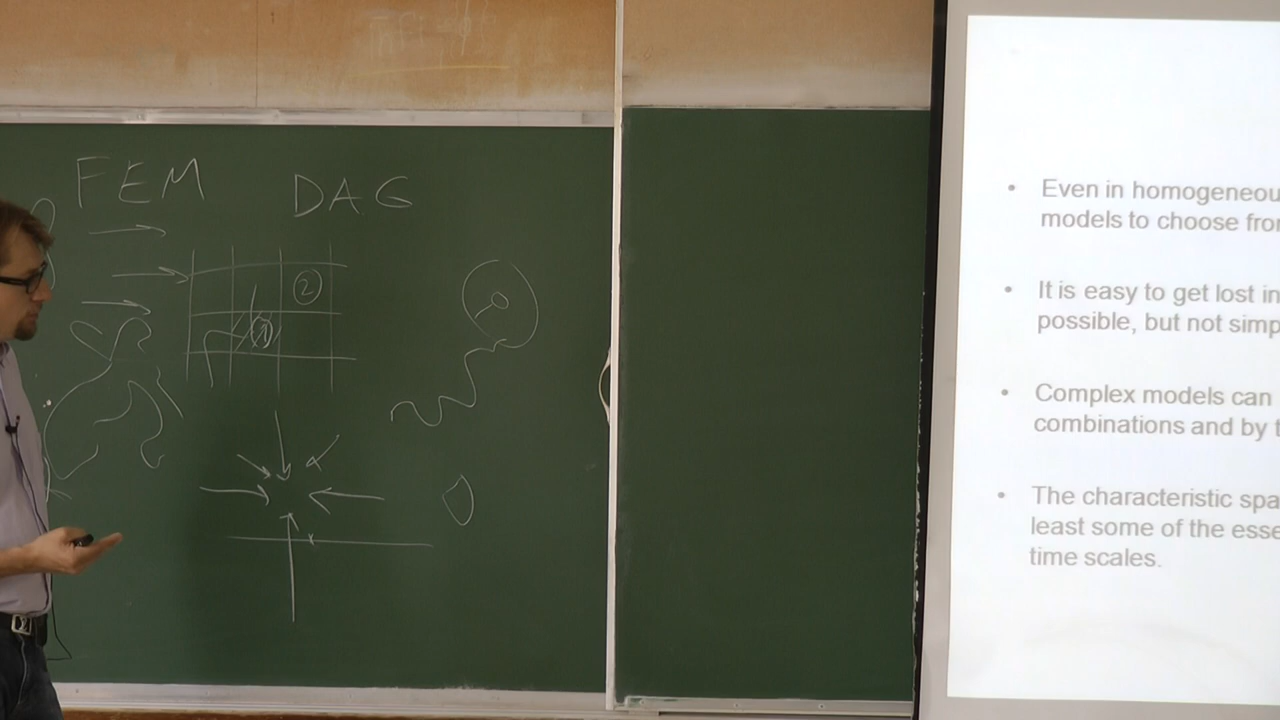 FEM DAG
②
①
• Even in homogeneou
models to choose fro
• It is easy to get lost in
possible, but not simp
• Complex models can
combinations and by t
• The characteristic spa
least some of the esse
time scales.